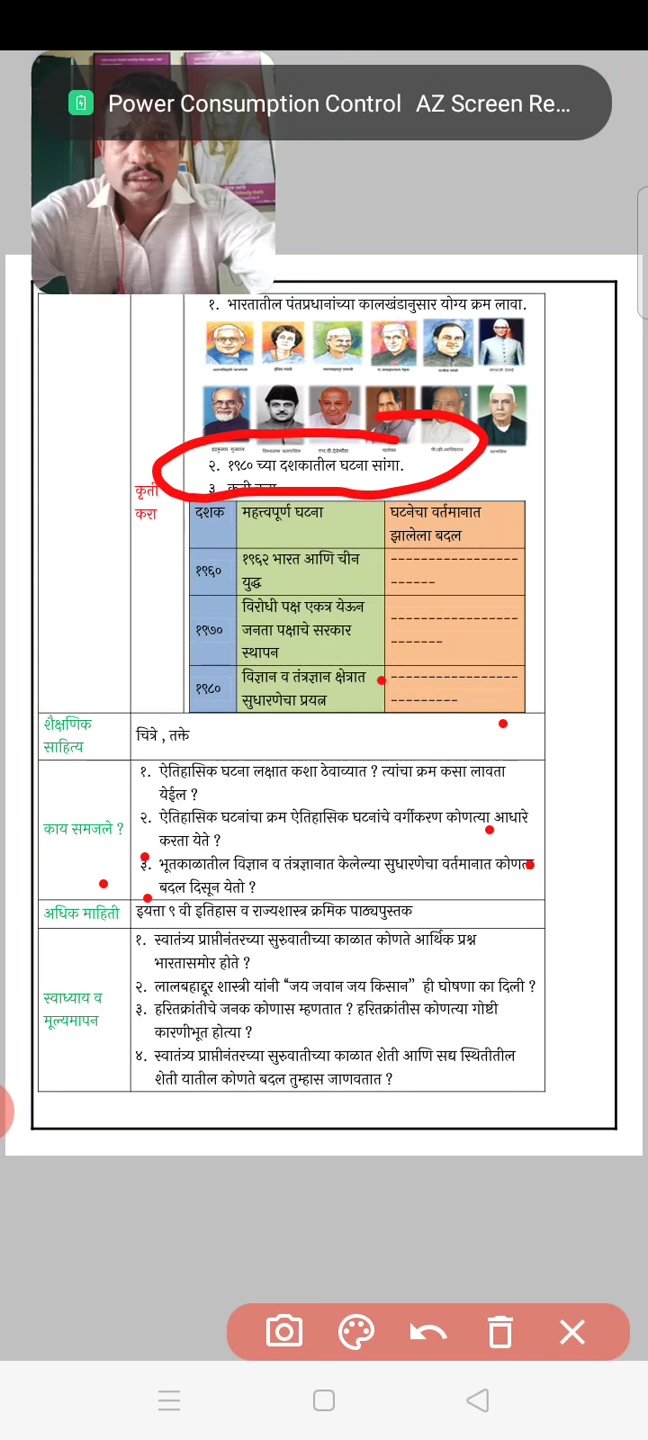 Power Consumption Control AZ Screen Re...
१. भारतातील पंतप्रधानांच्या कालखंडानुसार योग्य क्रम लावा.
२. १९८० च्या दशकातील घटना सांगा.
३. कृती करा
कृती
करा
दशक महत्त्वपूर्ण घटना घटनेचा वर्तमानात
झालेला बदल
१९६० १९६२ भारत आणि चीन
युद्ध
-----------------
------
१९७० विरोधी पक्ष एकत्र येऊन
जनता पक्षाचे सरकार
स्थापन
-----------------
-------
१९८० विज्ञान व तंत्रज्ञान क्षेत्रात
सुधारणेचा प्रयत्न
-----------------
---------
शैक्षणिक
साहित्य
चित्रे , तक्ते
काय समजले ?
१. ऐतिहासिक घटना लक्षात कशा ठेवाव्यात ? त्यांचा क्रम कसा लावता
येईल ?
२. ऐतिहासिक घटनांचा क्रम ऐतिहासिक घटनांचे वर्गीकरण कोणत्या आधारे
करता येते ?
३. भूतकाळातील विज्ञान व तंत्रज्ञानात केलेल्या सुधारणेचा वर्तमानात कोणता
बदल दिसून येतो ?
अधिक माहिती इयत्ता ९ वी इतिहास व राज्यशास्त्र क्रमिक पाठ्यपुस्तक
स्वाध्याय व
मूल्यमापन
१. स्वातंत्र्य प्राप्तीनंतरच्या सुरुवातीच्या काळात कोणते आर्थिक प्रश्न
भारतासमोर होते ?
२. लालबहाद्दूर शास्त्री यांनी “जय जवान जय किसान” ही घोषणा का दिली ?
३. हरितक्रांतीचे जनक कोणास म्हणतात ? हरितक्रांतीस कोणत्या गोष्टी
कारणीभूत होत्या ?
४. स्वातंत्र्य प्राप्तीनंतरच्या सुरुवातीच्या काळात शेती आणि सद्य स्थितीतील
शेती यातील कोणते बदल तुम्हास जाणवतात ?